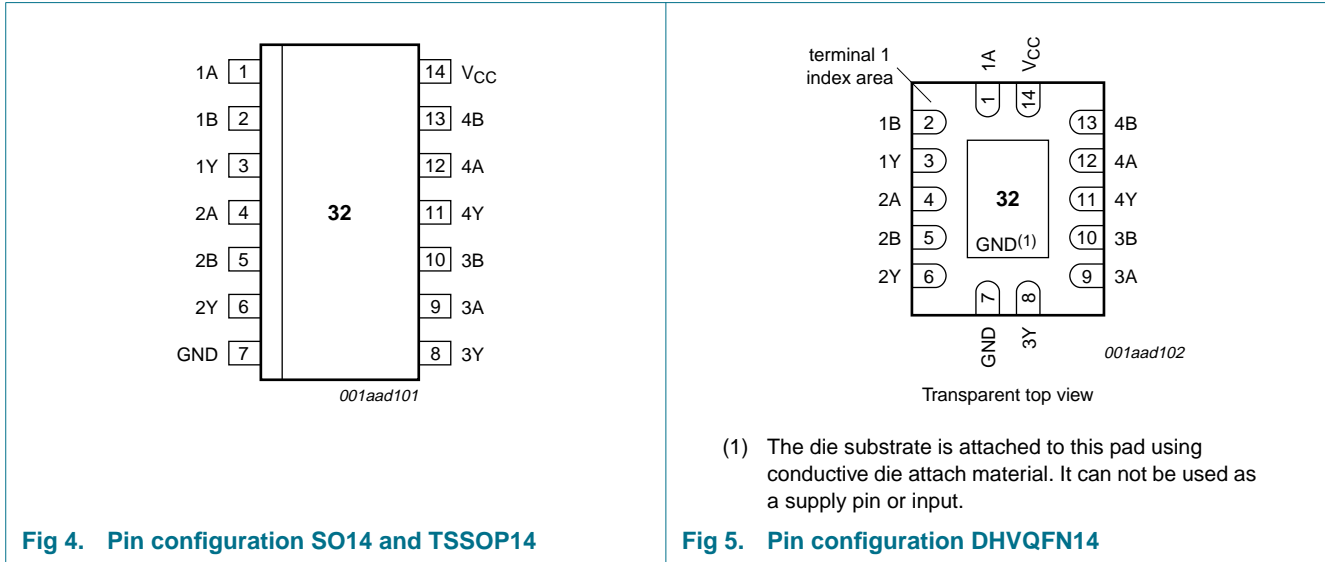 1A 1 14 VCC
1B 2 13 4B
1Y 3 12 4A
2A 4 32 11 4Y
2B 5 10 3B
2Y 6 9 3A
GND 7 8 3Y
001aad101
Fig 4. Pin configuration SO14 and TSSOP14
terminal 1
index area
1A VCC
1 14
1B 2 13 4B
1Y 3 12 4A
2A 4 32 11 4Y
2B 5 GND(1) 10 3B
2Y 6 9 3A
7 8
GND 3Y
001aad102
Transparent top view
(1) The die substrate is attached to this pad using
conductive die attach material. It can not be used as
a supply pin or input.
Fig 5. Pin configuration DHVQFN14